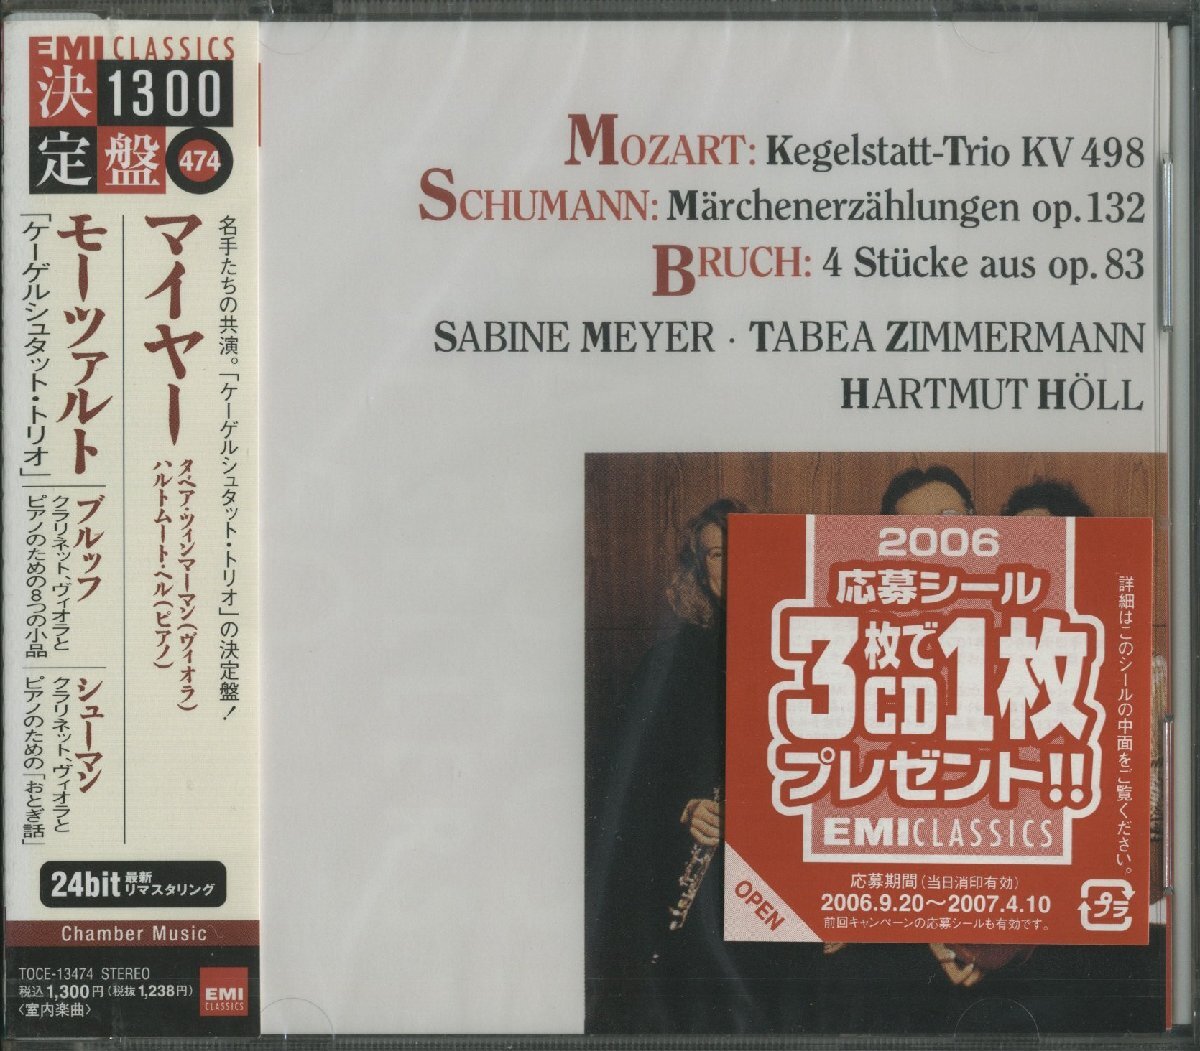 EMI CLASSICS
決定盤
1300
474
名手たちの共演。「ケーゲルシュタット・トリオ」の決定盤！
マイヤー
タベア・ツィンマーマン(ヴィオラ)
ハルトムート・ヘル(ピアノ)
モーツァルト
「ケーゲルシュタット・トリオ」
ブルッフ
クラリネット、ヴィオラと
ピアノのための8つの小品
シューマン
クラリネット、ヴィオラと
ピアノのための「おとぎ話」
24bit 最新
リマスタリング
Chamber Music
TOCE-13474 STEREO
税込1,300円(税抜1,238円)
〈室内楽曲〉
EMI
CLASSICS
MOZART: Kegelstatt-Trio KV 498
SCHUMANN: Märchenerzählungen op. 132
BRUCH: 4 Stücke aus op. 83
SABINE MEYER · TABEA ZIMMERMANN
HARTMUT HÖLL
2006
応募シール
3枚で
CD1枚
プレゼント!!
EMI CLASSICS
応募期間(当日消印有効)
2006.9.20～2007.4.10
前回キャンペーンの応募シールも有効です。
詳細はこのシールの中面をご覧ください。
OPEN
プラ